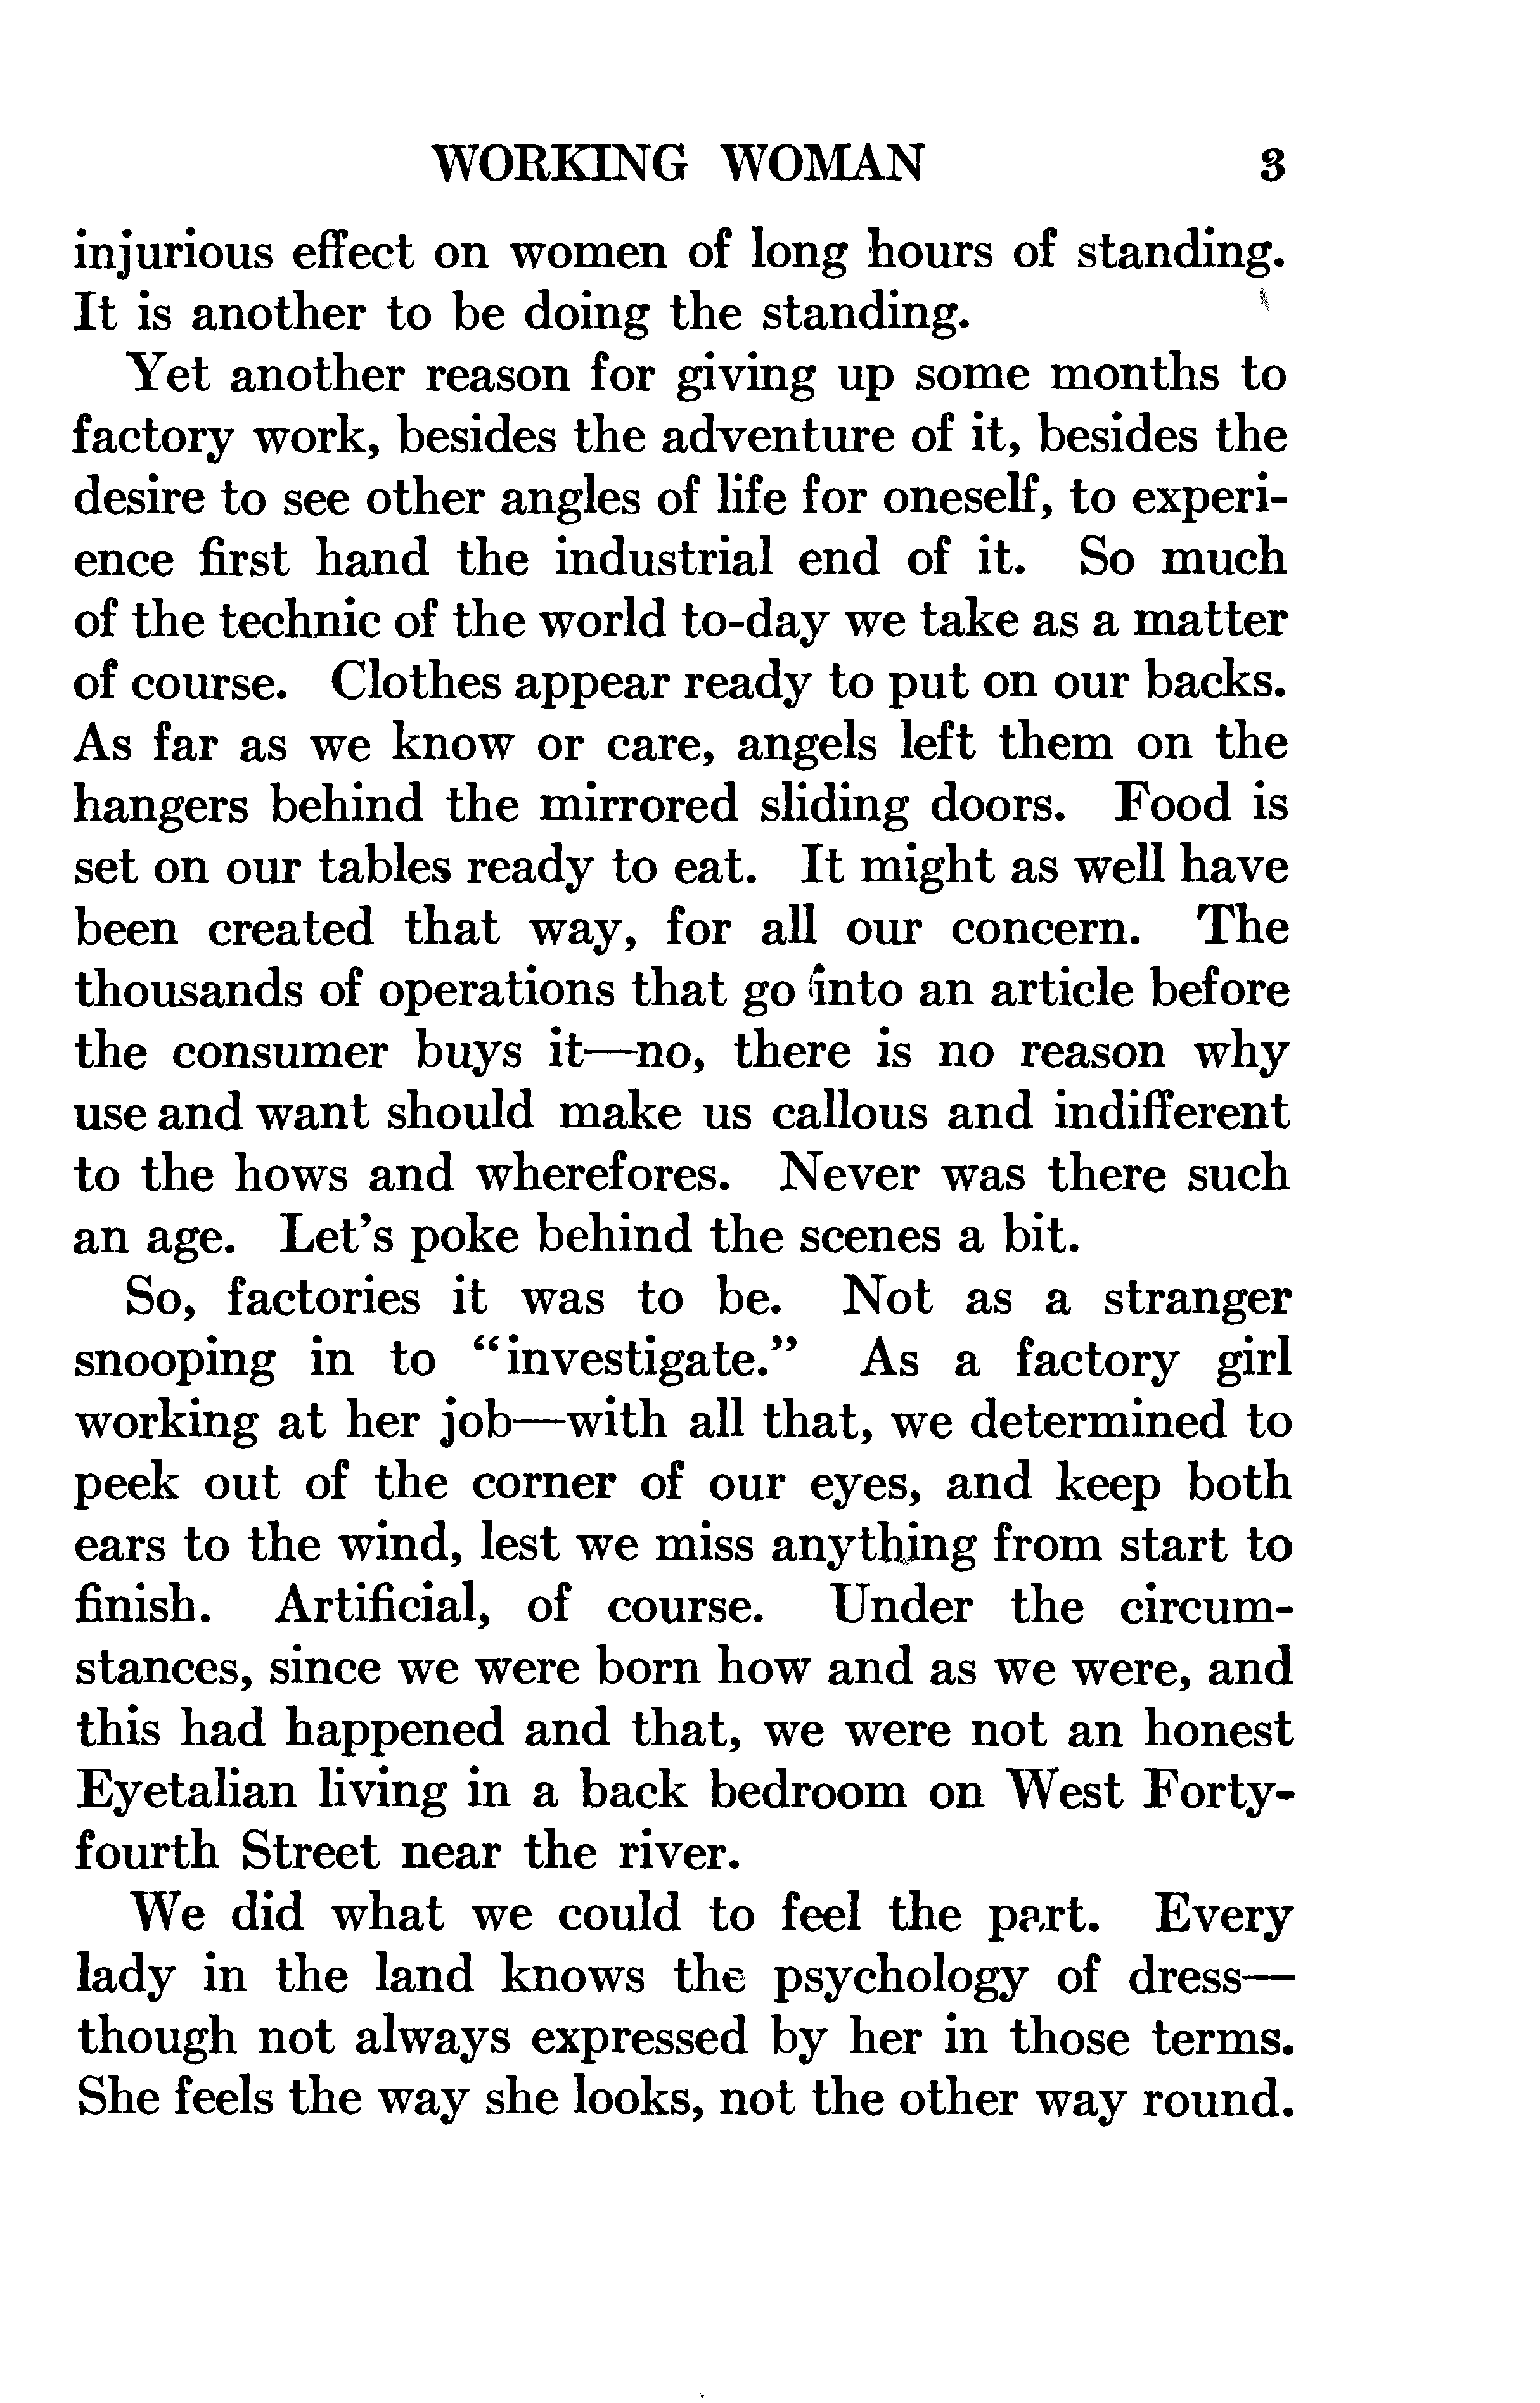 WORKING WOMAN 3
injurious effect on women of long hours of standing.
It is another to be doing the standing.
Yet another reason for giving up some months to
factory work, besides the adventure of it, besides the
desire to see other angles of life for oneself, to experi-
ence first hand the industrial end of it. So much
of the technic of the world to-day we take as a matter
of course. Clothes appear ready to put on our backs.
As far as we know or care, angels left them on the
hangers behind the mirrored sliding doors. Food is
set on our tables ready to eat. It might as well have
been created that way, for all our concern. The
thousands of operations that go into an article before
the consumer buys it—no, there is no reason why
use and want should make us callous and indifferent
to the hows and wherefores. Never was there such
an age. Let's poke behind the scenes a bit.
So, factories it was to be. Not as a stranger
snooping in to “investigate.” As a factory girl
working at her job—with all that, we determined to
peek out of the corner of our eyes, and keep both
ears to the wind, lest we miss anything from start to
finish. Artificial, of course. Under the circum-
stances, since we were born how and as we were, and
this had happened and that, we were not an honest
Eyetalian living in a back bedroom on West Forty-
fourth Street near the river.
We did what we could to feel the part. Every
lady in the land knows the psychology of dress—
though not always expressed by her in those terms.
She feels the way she looks, not the other way round.